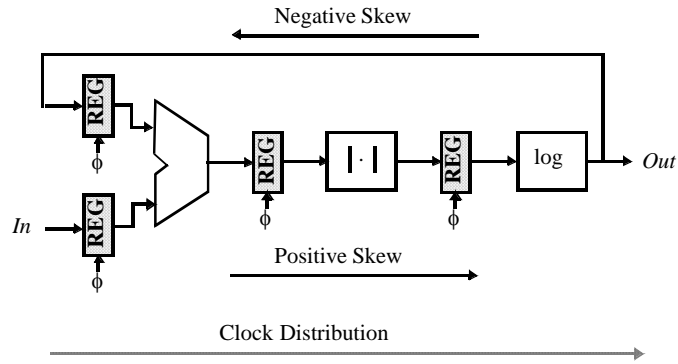 Negative Skew
REG
ϕ
In
REG
ϕ
REG
ϕ
|·|
REG
ϕ
log
Out
Positive Skew
Clock Distribution